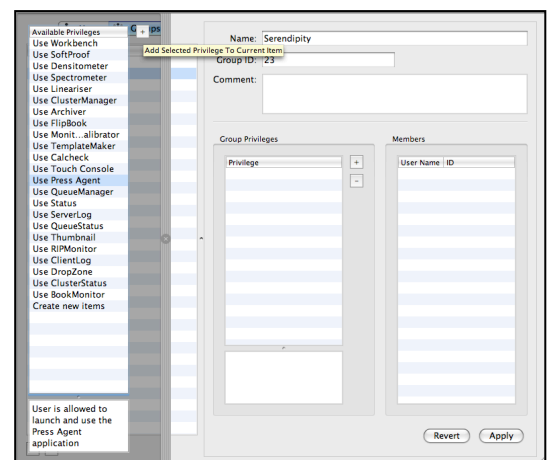 Groups
Available Privileges +
Add Selected Privilege To Current Item
Use Workbench
Use SoftProof
Use Densitometer
Use Spectrometer
Use Lineariser
Use ClusterManager
Use Archiver
Use FlipBook
Use Monit...alibrator
Use TemplateMaker
Use Calcheck
Use Touch Console
Use Press Agent
Use QueueManager
Use Status
Use ServerLog
Use QueueStatus
Use Thumbnail
Use RIPMonitor
Use ClientLog
Use DropZone
Use ClusterStatus
Use BookMonitor
Create new items
User is allowed to
launch and use the
Press Agent
application
Name: Serendipity
Group ID: 23
Comment:
Group Privileges
Privilege
+
-
Members
User Name ID
Revert Apply